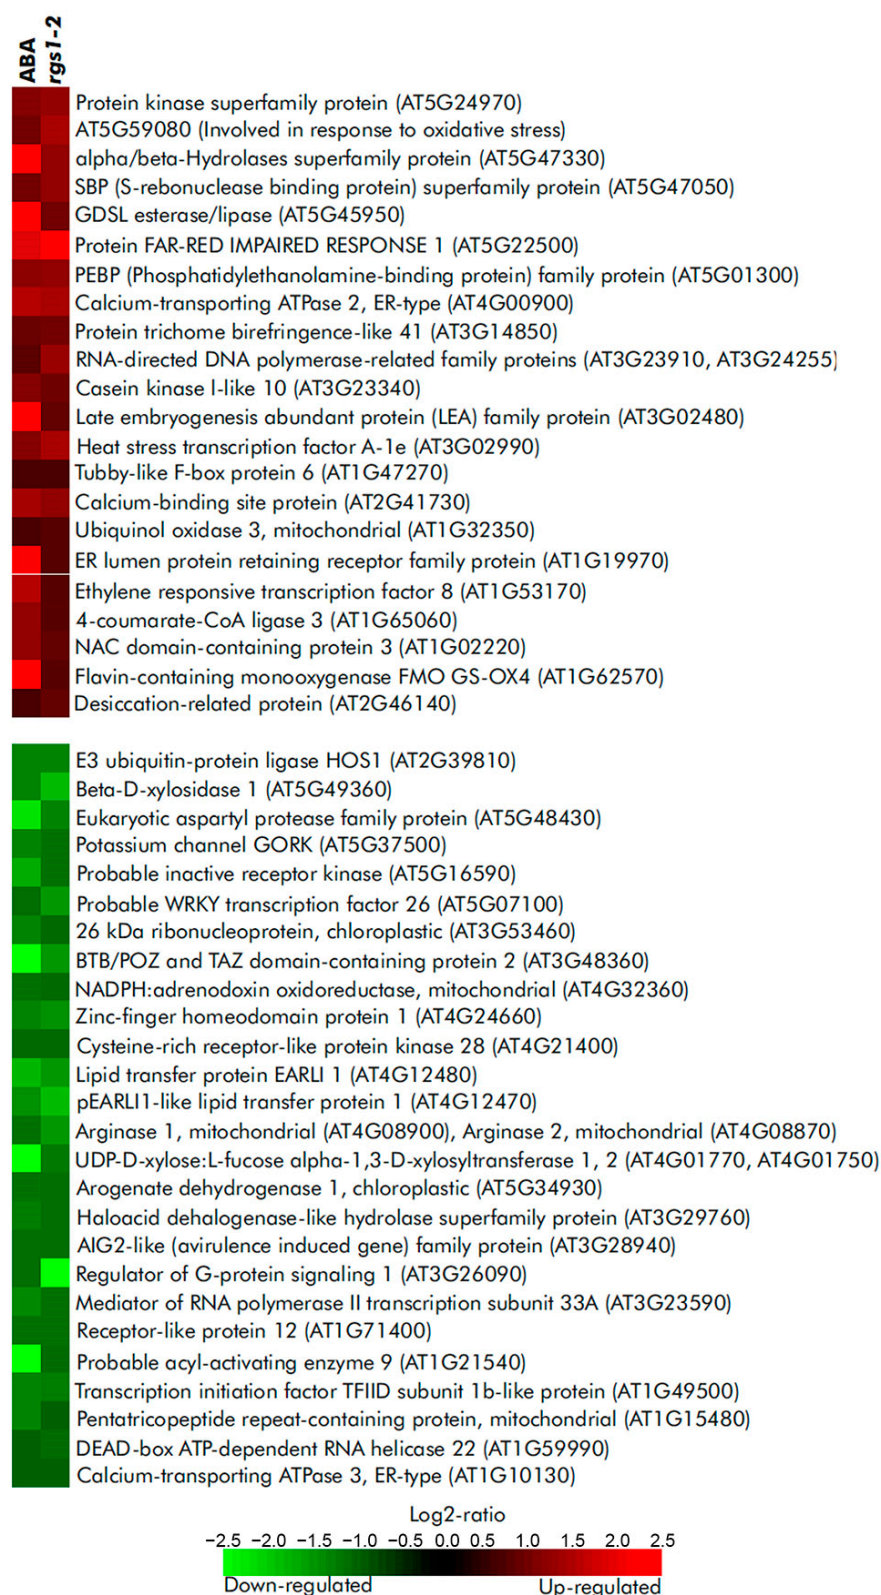 ABA
rgs1-2
Protein kinase superfamily protein (AT5G24970)
AT5G59080 (Involved in response to oxidative stress)
alpha/beta-Hydrolases superfamily protein (AT5G47330)
SBP (S-rebonuclease binding protein) superfamily protein (AT5G47050)
GDSL esterase/lipase (AT5G45950)
Protein FAR-RED IMPAIRED RESPONSE 1 (AT5G22500)
PEBP (Phosphatidylethanolamine-binding protein) family protein (AT5G01300)
Calcium-transporting ATPase 2, ER-type (AT4G00900)
Protein trichome birefringence-like 41 (AT3G14850)
RNA-directed DNA polymerase-related family proteins (AT3G23910, AT3G24255)
Casein kinase I-like 10 (AT3G23340)
Late embryogenesis abundant protein (LEA) family protein (AT3G02480)
Heat stress transcription factor A-1e (AT3G02990)
Tubby-like F-box protein 6 (AT1G47270)
Calcium-binding site protein (AT2G41730)
Ubiquinol oxidase 3, mitochondrial (AT1G32350)
ER lumen protein retaining receptor family protein (AT1G19970)
Ethylene responsive transcription factor 8 (AT1G53170)
4-coumarate-CoA ligase 3 (AT1G65060)
NAC domain-containing protein 3 (AT1G02220)
Flavin-containing monooxygenase FMO GS-OX4 (AT1G62570)
Desiccation-related protein (AT2G46140)
E3 ubiquitin-protein ligase HOS1 (AT2G39810)
Beta-D-xylosidase 1 (AT5G49360)
Eukaryotic aspartyl protease family protein (AT5G48430)
Potassium channel GORK (AT5G37500)
Probable inactive receptor kinase (AT5G16590)
Probable WRKY transcription factor 26 (AT5G07100)
26 kDa ribonucleoprotein, chloroplastic (AT3G53460)
BTB/POZ and TAZ domain-containing protein 2 (AT3G48360)
NADPH:adrenodoxin oxidoreductase, mitochondrial (AT4G32360)
Zinc-finger homeodomain protein 1 (AT4G24660)
Cysteine-rich receptor-like protein kinase 28 (AT4G21400)
Lipid transfer protein EARLI 1 (AT4G12480)
pEARLI1-like lipid transfer protein 1 (AT4G12470)
Arginase 1, mitochondrial (AT4G08900), Arginase 2, mitochondrial (AT4G08870)
UDP-D-xylose:L-fucose alpha-1,3-D-xylosyltransferase 1, 2 (AT4G01770, AT4G01750)
Arogenate dehydrogenase 1, chloroplastic (AT5G34930)
Haloacid dehalogenase-like hydrolase superfamily protein (AT3G29760)
AIG2-like (avirulence induced gene) family protein (AT3G28940)
Regulator of G-protein signaling 1 (AT3G26090)
Mediator of RNA polymerase II transcription subunit 33A (AT3G23590)
Receptor-like protein 12 (AT1G71400)
Probable acyl-activating enzyme 9 (AT1G21540)
Transcription initiation factor TFIID subunit 1b-like protein (AT1G49500)
Pentatricopeptide repeat-containing protein, mitochondrial (AT1G15480)
DEAD-box ATP-dependent RNA helicase 22 (AT1G59990)
Calcium-transporting ATPase 3, ER-type (AT1G10130)
Log2-ratio
−2.5 −2.0 −1.5 −1.0 −0.5 0.0 0.5 1.0 1.5 2.0 2.5
Down-regulated Up-regulated